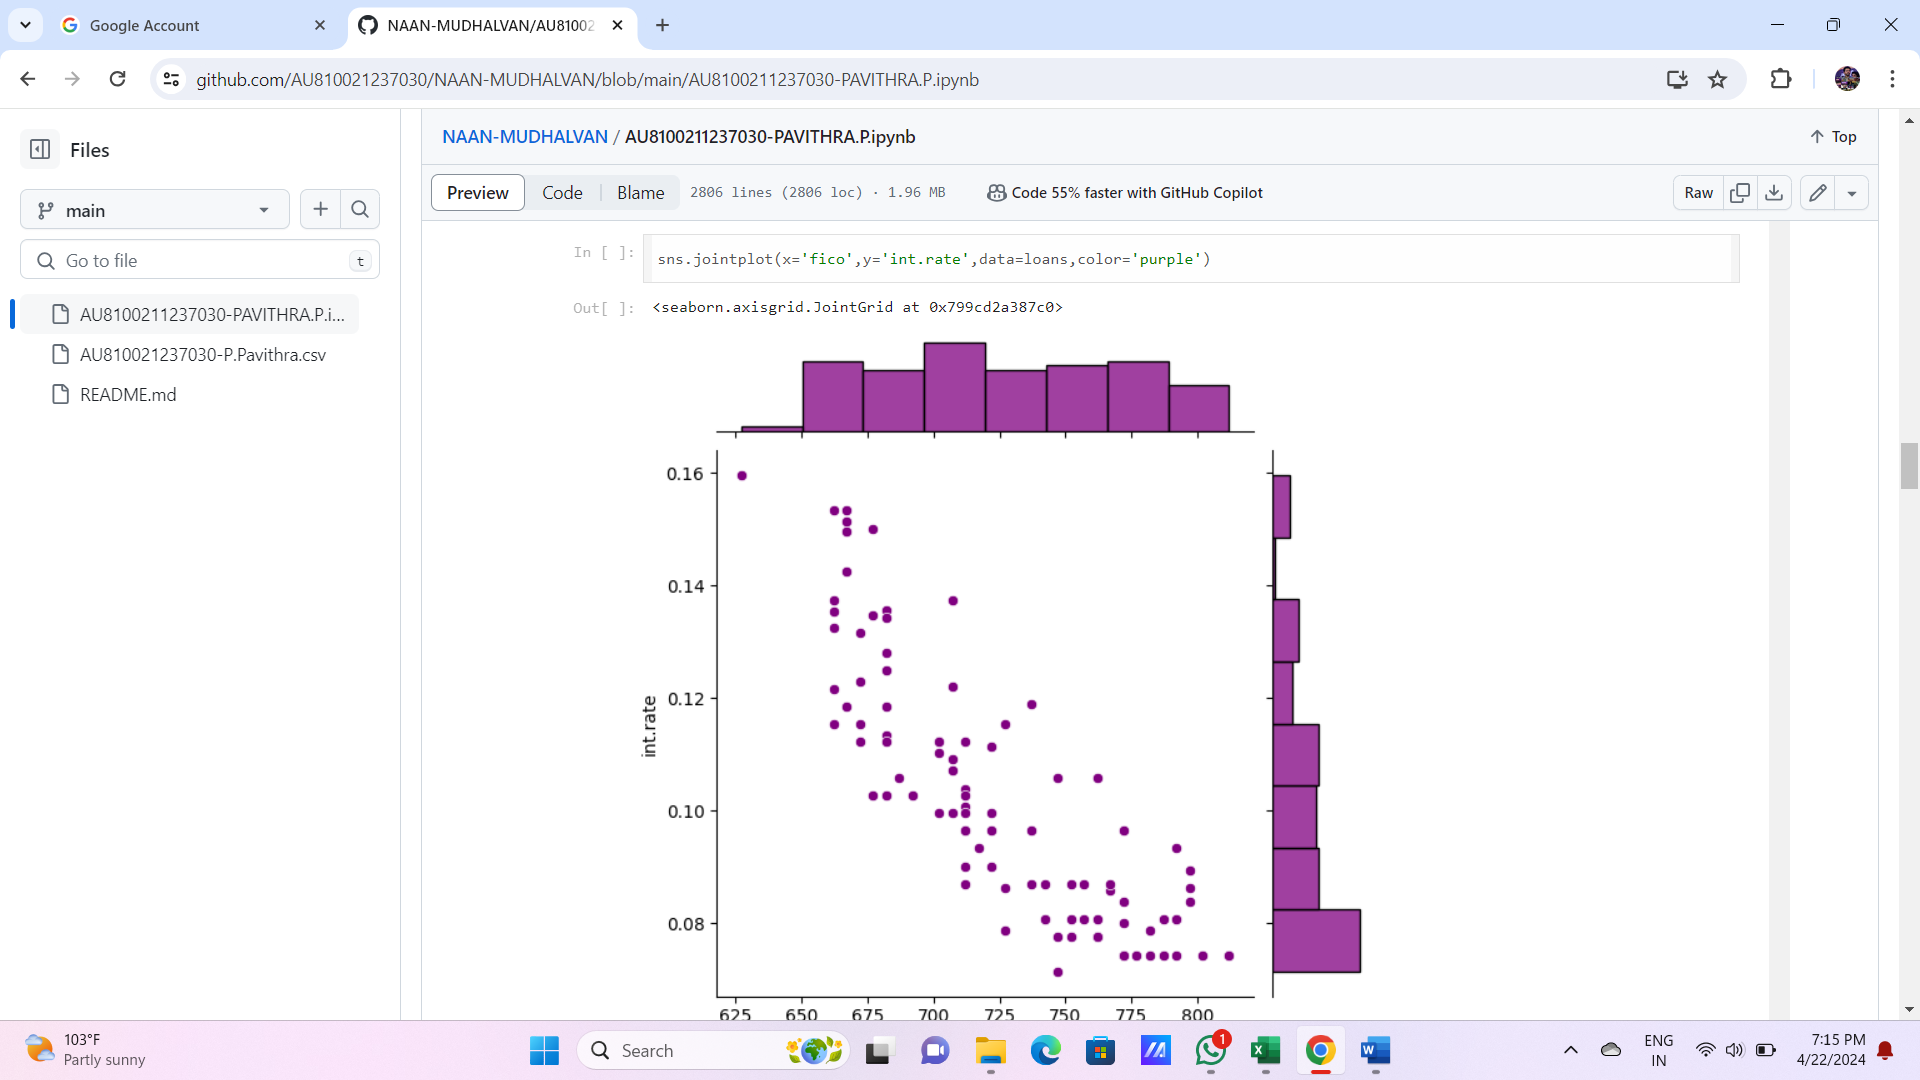 Google Account
NAAN-MUDHALVAN/AU81002
github.com/AU810021237030/NAAN-MUDHALVAN/blob/main/AU8100211237030-PAVITHRA.P.ipynb
Files
main
Go to file
t
AU8100211237030-PAVITHRA.P.i...
AU810021237030-P.Pavithra.csv
README.md
NAAN-MUDHALVAN / AU8100211237030-PAVITHRA.P.ipynb
Top
Preview
Code
Blame
2806 lines (2806 loc) · 1.96 MB
Code 55% faster with GitHub Copilot
Raw
In [ ]:
sns.jointplot(x='fico',y='int.rate',data=loans,color='purple')
Out[ ]:
<seaborn.axisgrid.JointGrid at 0x799cd2a387c0>
0.16
0.14
0.12
0.10
0.08
int.rate
625 650 675 700 725 750 775 800
103°F
Partly sunny
Search
1
ENG
IN
7:15 PM
4/22/2024